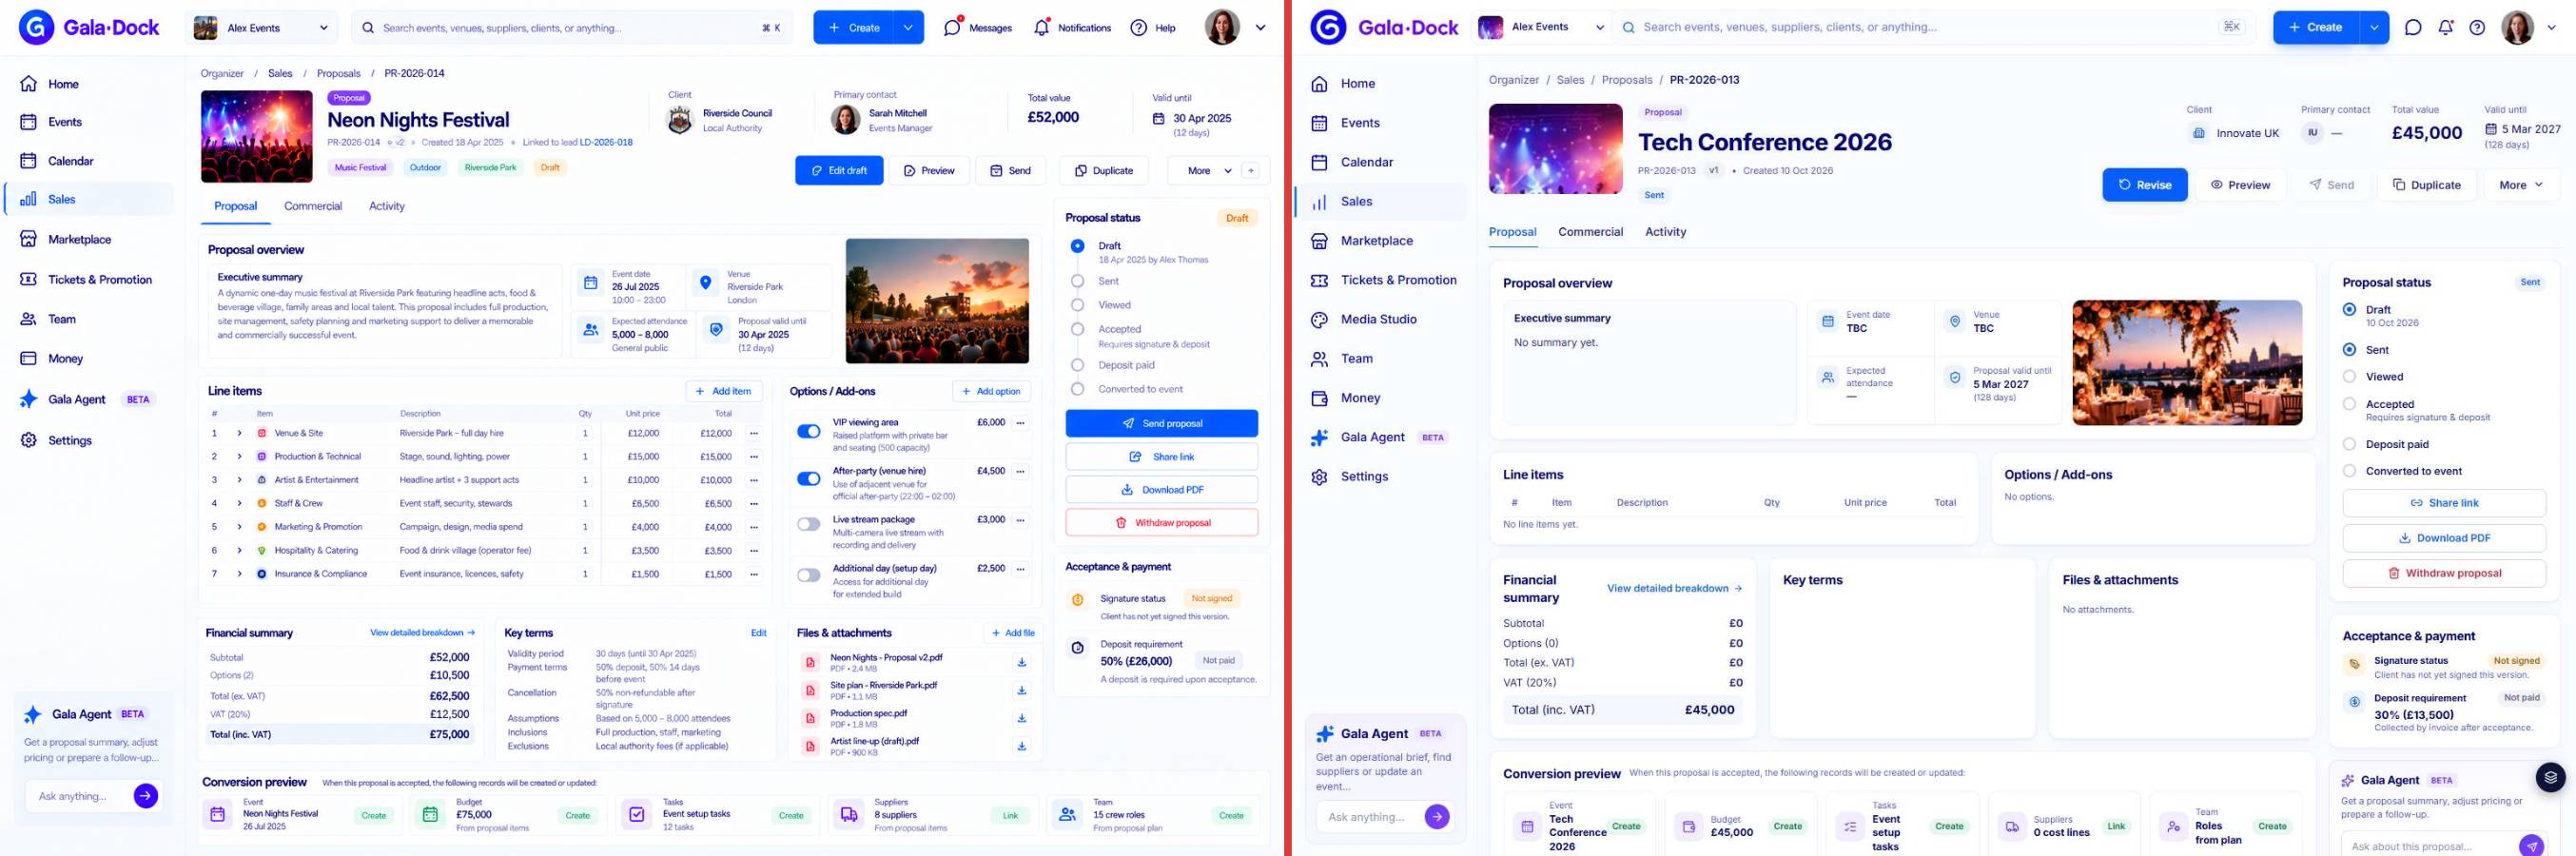 Gala·Dock
Alex Events
Search events, venues, suppliers, clients, or anything...
⌘ K
+ Create
Messages
Notifications
Help
Home
Events
Calendar
Sales
Marketplace
Tickets & Promotion
Team
Money
Gala Agent BETA
Settings
Gala Agent BETA
Get a proposal summary, adjust
pricing or prepare a follow-up...
Ask anything...
Organizer / Sales / Proposals / PR-2026-014
Proposal
Neon Nights Festival
PR-2026-014 v2 • Created 18 Apr 2025 • Linked to lead LD-2026-018
Music Festival Outdoor Riverside Park Draft
Client
Riverside Council
Local Authority
Primary contact
Sarah Mitchell
Events Manager
Total value
£52,000
Valid until
30 Apr 2025
(12 days)
Edit draft
Preview
Send
Duplicate
More
+
Proposal Commercial Activity
Proposal overview
Executive summary
A dynamic one-day music festival at Riverside Park featuring headline acts, food &
beverage village, family areas and local talent. This proposal includes full production,
site management, safety planning and marketing support to deliver a memorable
and commercially successful event.
Event date
26 Jul 2025
10:00 – 23:00
Venue
Riverside Park
London
Expected attendance
5,000 – 8,000
General public
Proposal valid until
30 Apr 2025
(12 days)
Line items
+ Add item
# Item Description Qty Unit price Total
1 Venue & Site Riverside Park – full day hire 1 £12,000 £12,000
2 Production & Technical Stage, sound, lighting, power 1 £15,000 £15,000
3 Artist & Entertainment Headline artist + 3 support acts 1 £10,000 £10,000
4 Staff & Crew Event staff, security, stewards 1 £6,500 £6,500
5 Marketing & Promotion Campaign, design, media spend 1 £4,000 £4,000
6 Hospitality & Catering Food & drink village (operator fee) 1 £3,500 £3,500
7 Insurance & Compliance Event insurance, licences, safety 1 £1,500 £1,500
Options / Add-ons
+ Add option
VIP viewing area £6,000
Raised platform with private bar
and seating (500 capacity)
After-party (venue hire) £4,500
Use of adjacent venue for
official after-party (22:00 – 02:00)
Live stream package £3,000
Multi-camera live stream with
recording and delivery
Additional day (setup day) £2,500
Access for additional day
for extended build
Financial summary
View detailed breakdown →
Subtotal £52,000
Options (2) £10,500
Total (ex. VAT) £62,500
VAT (20%) £12,500
Total (inc. VAT) £75,000
Key terms
Edit
Validity period 30 days (until 30 Apr 2025)
Payment terms 50% deposit, 50% 14 days
before event
Cancellation 50% non-refundable after
signature
Assumptions Based on 5,000 – 8,000 attendees
Inclusions Full production, staff, marketing
Exclusions Local authority fees (if applicable)
Files & attachments
+ Add file
Neon Nights - Proposal v2.pdf
PDF • 2.4 MB
Site plan - Riverside Park.pdf
PDF • 1.1 MB
Production spec.pdf
PDF • 1.8 MB
Artist line-up (draft).pdf
PDF • 900 KB
Proposal status Draft
Draft
18 Apr 2025 by Alex Thomas
Sent
Viewed
Accepted
Requires signature & deposit
Deposit paid
Converted to event
Send proposal
Share link
Download PDF
Withdraw proposal
Acceptance & payment
Signature status Not signed
Client has not yet signed this version.
Deposit requirement
50% (£26,000) Not paid
A deposit is required upon acceptance.
Conversion preview When this proposal is accepted, the following records will be created or updated:
Event
Neon Nights Festival
26 Jul 2025
Create
Budget
£75,000
From proposal items
Create
Tasks
Event setup tasks
12 tasks
Create
Suppliers
8 suppliers
From proposal items
Link
Team
15 crew roles
From proposal plan
Create
Gala·Dock
Alex Events
Search events, venues, suppliers, clients, or anything...
⌘K
+ Create
Home
Events
Calendar
Sales
Marketplace
Tickets & Promotion
Media Studio
Team
Money
Gala Agent BETA
Settings
Gala Agent BETA
Get an operational brief, find
suppliers or update an
event...
Ask anything...
Organizer / Sales / Proposals / PR-2026-013
Proposal
Tech Conference 2026
PR-2026-013 v1 • Created 10 Oct 2026
Sent
Client
Innovate UK
Primary contact
IU —
Total value
£45,000
Valid until
5 Mar 2027
(128 days)
Revise
Preview
Send
Duplicate
More
Proposal Commercial Activity
Proposal overview
Executive summary
No summary yet.
Event date
TBC
Venue
TBC
Expected
attendance
—
Proposal valid until
5 Mar 2027
(128 days)
Line items
# Item Description Qty Unit price Total
No line items yet.
Options / Add-ons
No options.
Financial
summary
View detailed breakdown →
Subtotal £0
Options (0) £0
Total (ex. VAT) £0
VAT (20%) £0
Total (inc. VAT) £45,000
Key terms
Files & attachments
No attachments.
Proposal status Sent
Draft
10 Oct 2026
Sent
Viewed
Accepted
Requires signature & deposit
Deposit paid
Converted to event
Share link
Download PDF
Withdraw proposal
Acceptance & payment
Signature status Not signed
Client has not yet signed this version.
Deposit requirement Not paid
30% (£13,500)
Collected by invoice after acceptance.
Gala Agent BETA
Get a proposal summary, adjust pricing or
prepare a follow-up.
Ask about this proposal...
Conversion preview When this proposal is accepted, the following records will be created or updated:
Event
Tech
Conference
2026
Create
Budget
£45,000
Create
Tasks
Event
setup
tasks
Create
Suppliers
0 cost lines
Link
Team
Roles
from plan
Create